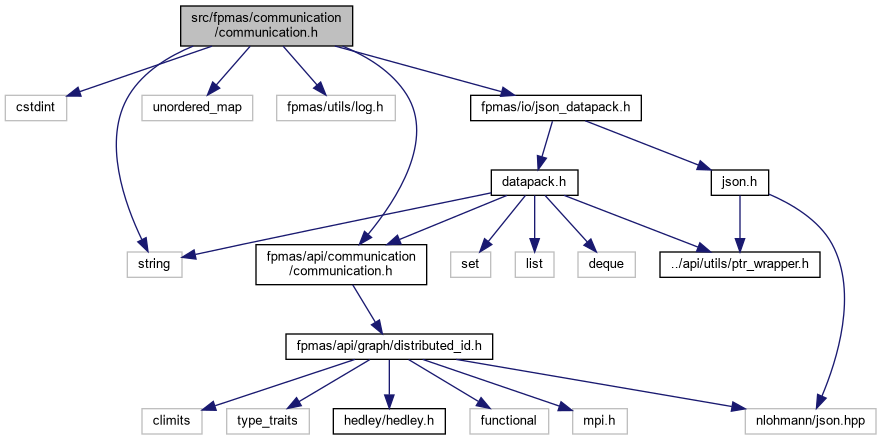 src/fpmas/communication
/communication.h
cstdint
unordered_map
fpmas/utils/log.h
fpmas/io/json_datapack.h
datapack.h
json.h
string
fpmas/api/communication
/communication.h
set
list
deque
../api/utils/ptr_wrapper.h
fpmas/api/graph/distributed_id.h
climits
type_traits
hedley/hedley.h
functional
mpi.h
nlohmann/json.hpp